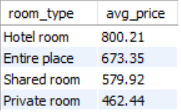 room_type avg_price
Hotel room 800.21
Entire place 673.35
Shared room 579.92
Private room 462.44